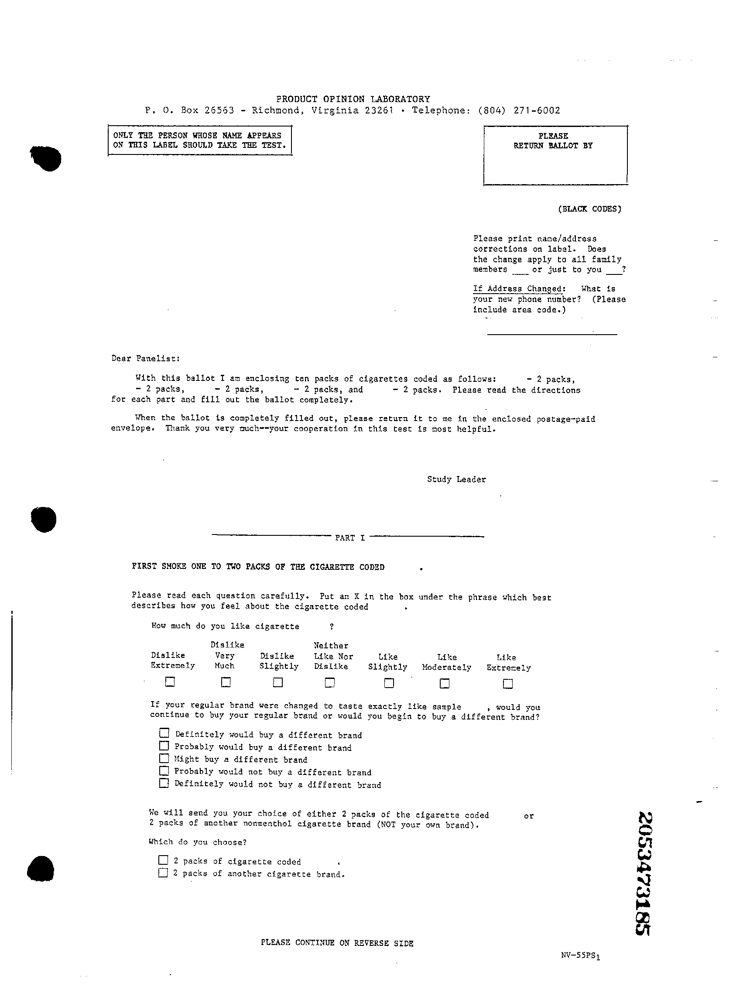 PRODUCT OPINION LABORATORY
P. O. Box 26563 - Richmond, Virginia 23261 · Telephone: (804) 271-6002
ONLY THE PERSON WHOSE NAME APPEARS
ON THIS LABEL SHOULD TAKE THE TEST.
PLEASE
RETURN BALLOT BY
(BLACK CODES)
Please print name/address
corrections on label. Does
the change apply to all family
members ___ or just to you ___?
If Address Changed: What is
your new phone number? (Please
include area code.)
Dear Panelist:
With this ballot I am enclosing ten packs of cigarettes coded as follows: - 2 packs,
- 2 packs, - 2 packs, - 2 packs, and - 2 packs. Please read the directions
for each part and fill out the ballot completely.
When the ballot is completely filled out, please return it to me in the enclosed postage-paid
envelope. Thank you very much--your cooperation in this test is most helpful.
Study Leader
PART I
FIRST SMOKE ONE TO TWO PACKS OF THE CIGARETTE CODED .
Please read each question carefully. Put an X in the box under the phrase which best
describes how you feel about the cigarette coded .
How much do you like cigarette ?
Dislike Neither
Dislike Very Dislike Like Nor Like Like Like
Extremely Much Slightly Dislike Slightly Moderately Extremely
If your regular brand were changed to taste exactly like sample , would you
continue to buy your regular brand or would you begin to buy a different brand?
Definitely would buy a different brand
Probably would buy a different brand
Might buy a different brand
Probably would not buy a different brand
Definitely would not buy a different brand
We will send you your choice of either 2 packs of the cigarette coded or
2 packs of another nonmenthol cigarette brand (NOT your own brand).
Which do you choose?
2 packs of cigarette coded .
2 packs of another cigarette brand.
PLEASE CONTINUE ON REVERSE SIDE
NV-55PS1
2053473185